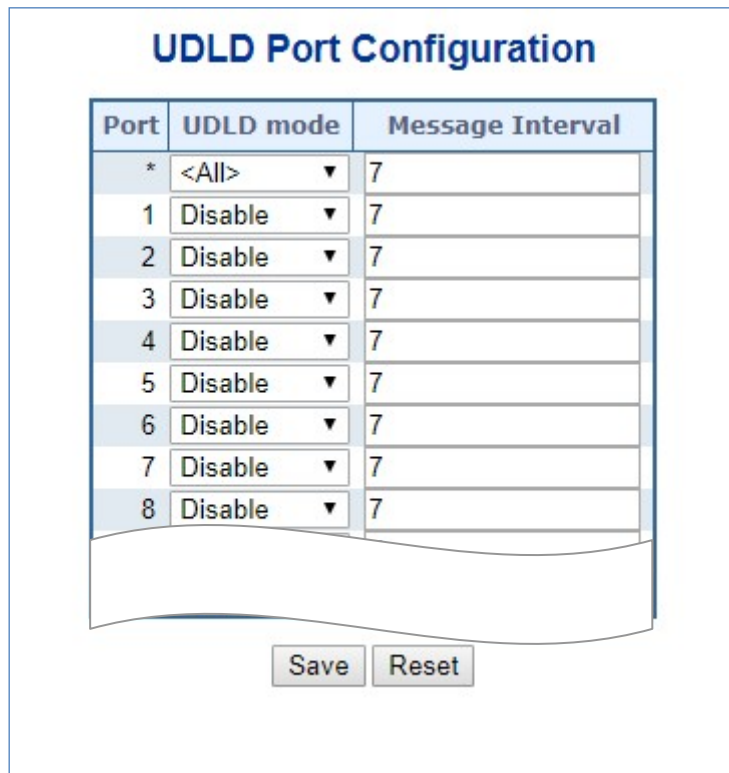 UDLD Port Configuration
Port UDLD mode Message Interval
* <All> 7
1 Disable 7
2 Disable 7
3 Disable 7
4 Disable 7
5 Disable 7
6 Disable 7
7 Disable 7
8 Disable 7
Save Reset